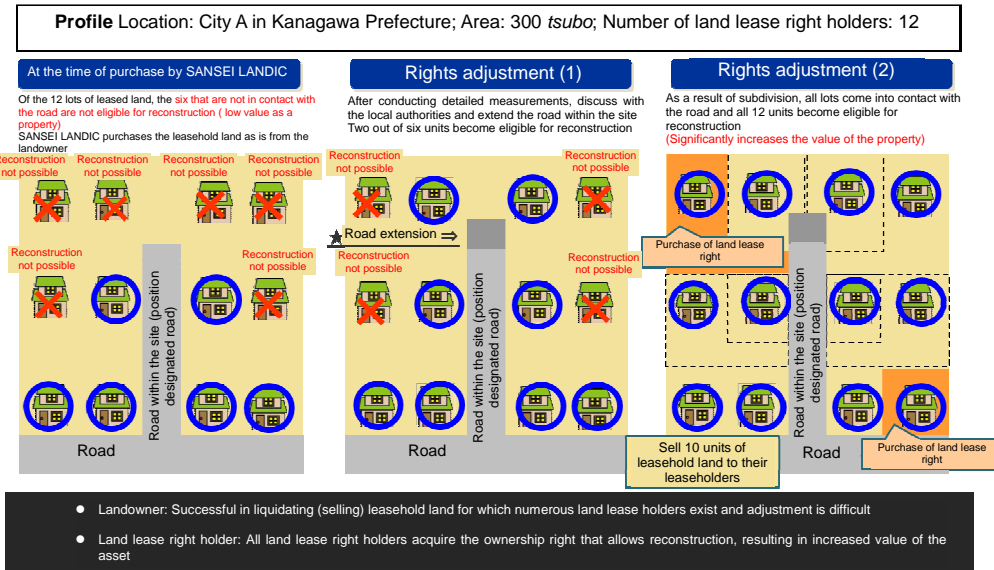 Profile Location: City A in Kanagawa Prefecture; Area: 300 tsubo; Number of land lease right holders: 12
At the time of purchase by SANSEI LANDIC
Of the 12 lots of leased land, the six that are not in contact with
the road are not eligible for reconstruction ( low value as a
property)
SANSEI LANDIC purchases the leasehold land as is from the
landowner
Reconstruction
not possible
Reconstruction
not possible
Reconstruction
not possible
Reconstruction
not possible
Reconstruction
not possible
Reconstruction
not possible
Road within the site (position
designated road)
Road
Rights adjustment (1)
After conducting detailed measurements, discuss with
the local authorities and extend the road within the site
Two out of six units become eligible for reconstruction
Reconstruction
not possible
Reconstruction
not possible
★Road extension ⇒
Reconstruction
not possible
Reconstruction
not possible
Road within the site (position
designated road)
Road
Rights adjustment (2)
As a result of subdivision, all lots come into contact with
the road and all 12 units become eligible for
reconstruction
(Significantly increases the value of the property)
Purchase of land lease
right
Road within the site (position
designated road)
Sell 10 units of
leasehold land to their
leaseholders
Road
Purchase of land lease
right
● Landowner: Successful in liquidating (selling) leasehold land for which numerous land lease holders exist and adjustment is difficult
● Land lease right holder: All land lease right holders acquire the ownership right that allows reconstruction, resulting in increased value of the
asset